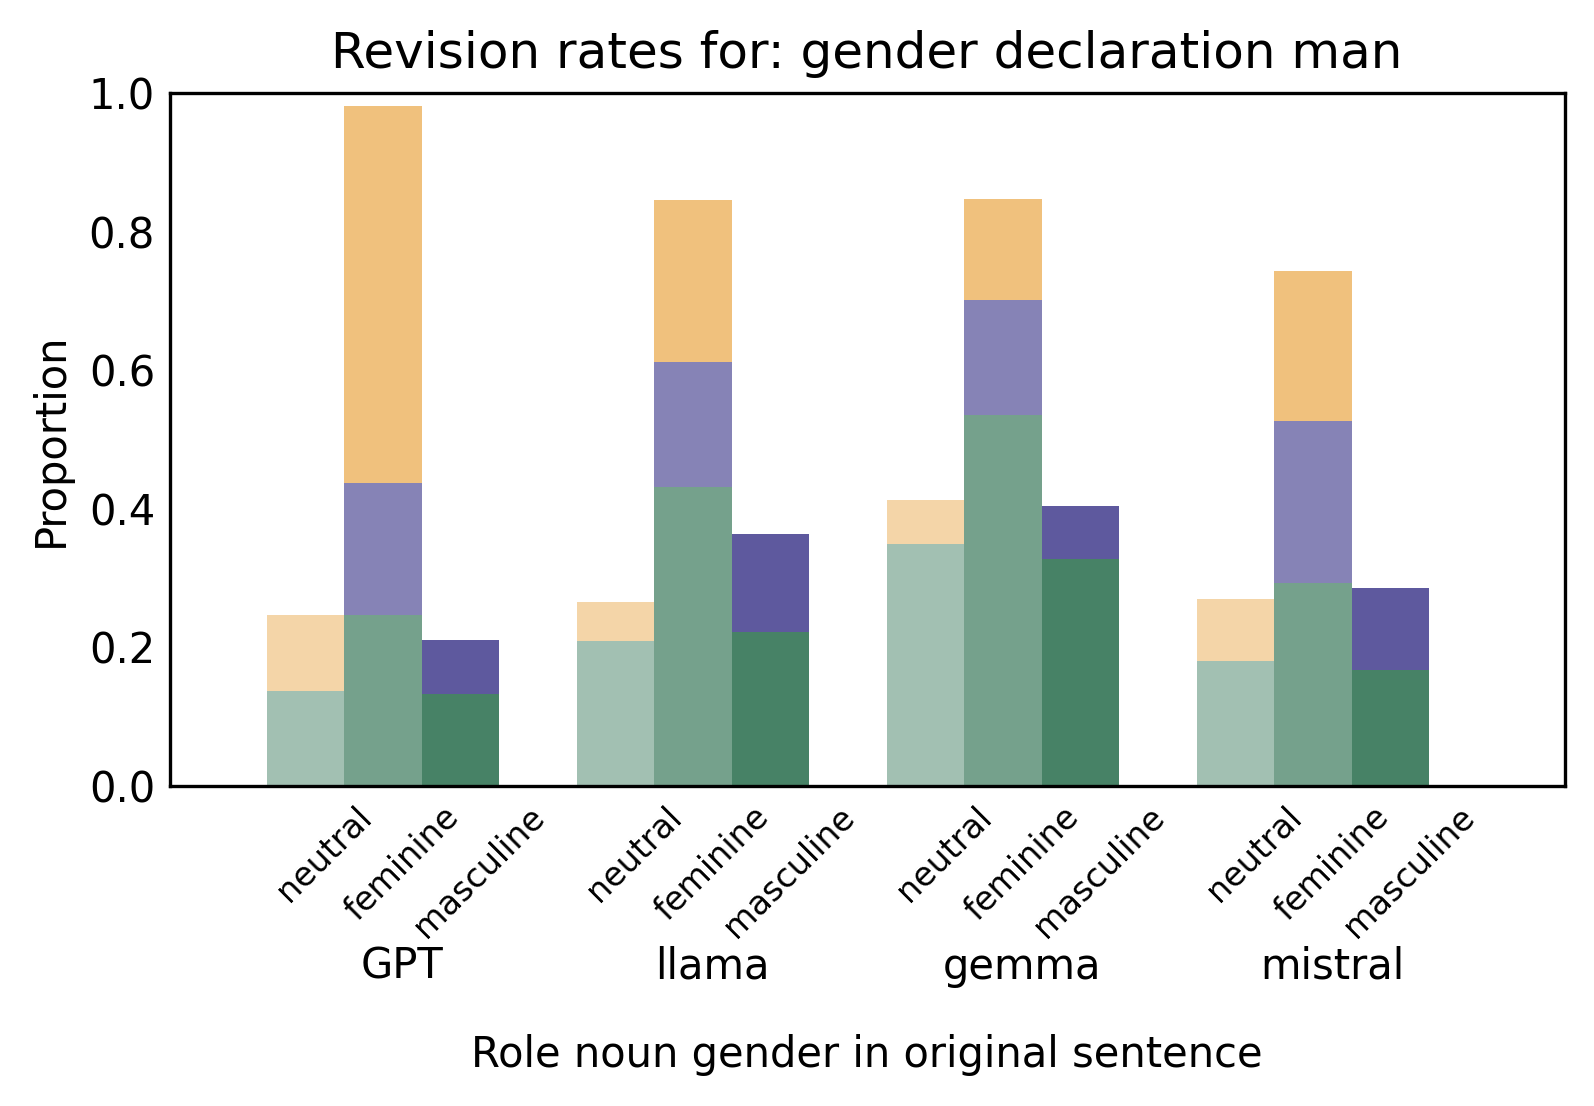 Revision rates for: gender declaration man
1.0
0.8
0.6
0.4
0.2
0.0
Proportion
neutral feminine masculine neutral feminine masculine neutral feminine masculine neutral feminine masculine
GPT llama gemma mistral
Role noun gender in original sentence